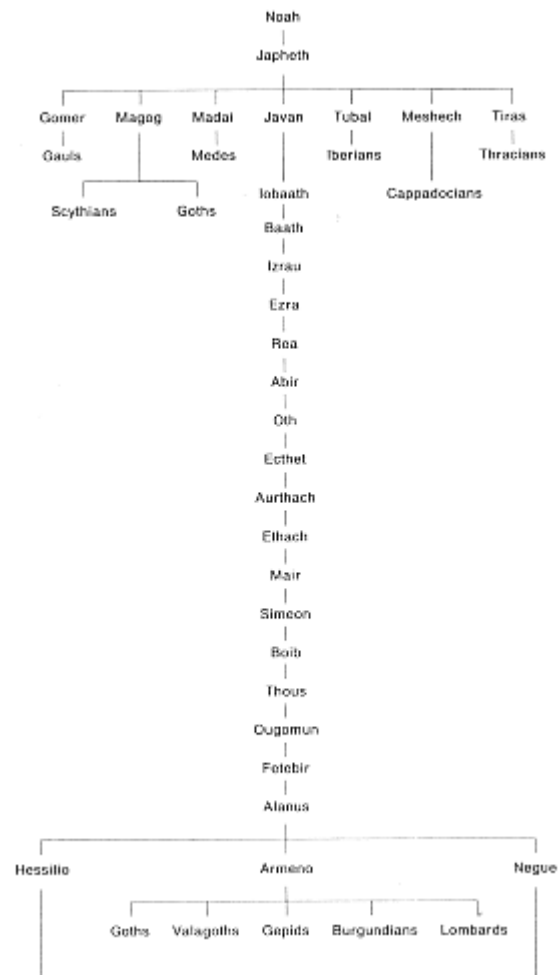 Noah
Japheth
Gomer Magog Madai Javan Tubal Meshech Tiras
Gauls Medes Iberians Thracians
Iobaath Cappadocians
Scythians Goths
Baath
Izrau
Ezra
Rea
Abir
Oth
Ecthet
Aurthach
Ethach
Mair
Simeon
Boib
Thous
Ougomun
Fetebir
Alanus
Hessilio Armeno Negue
Goths Valagoths Gepids Burgundians Lombards